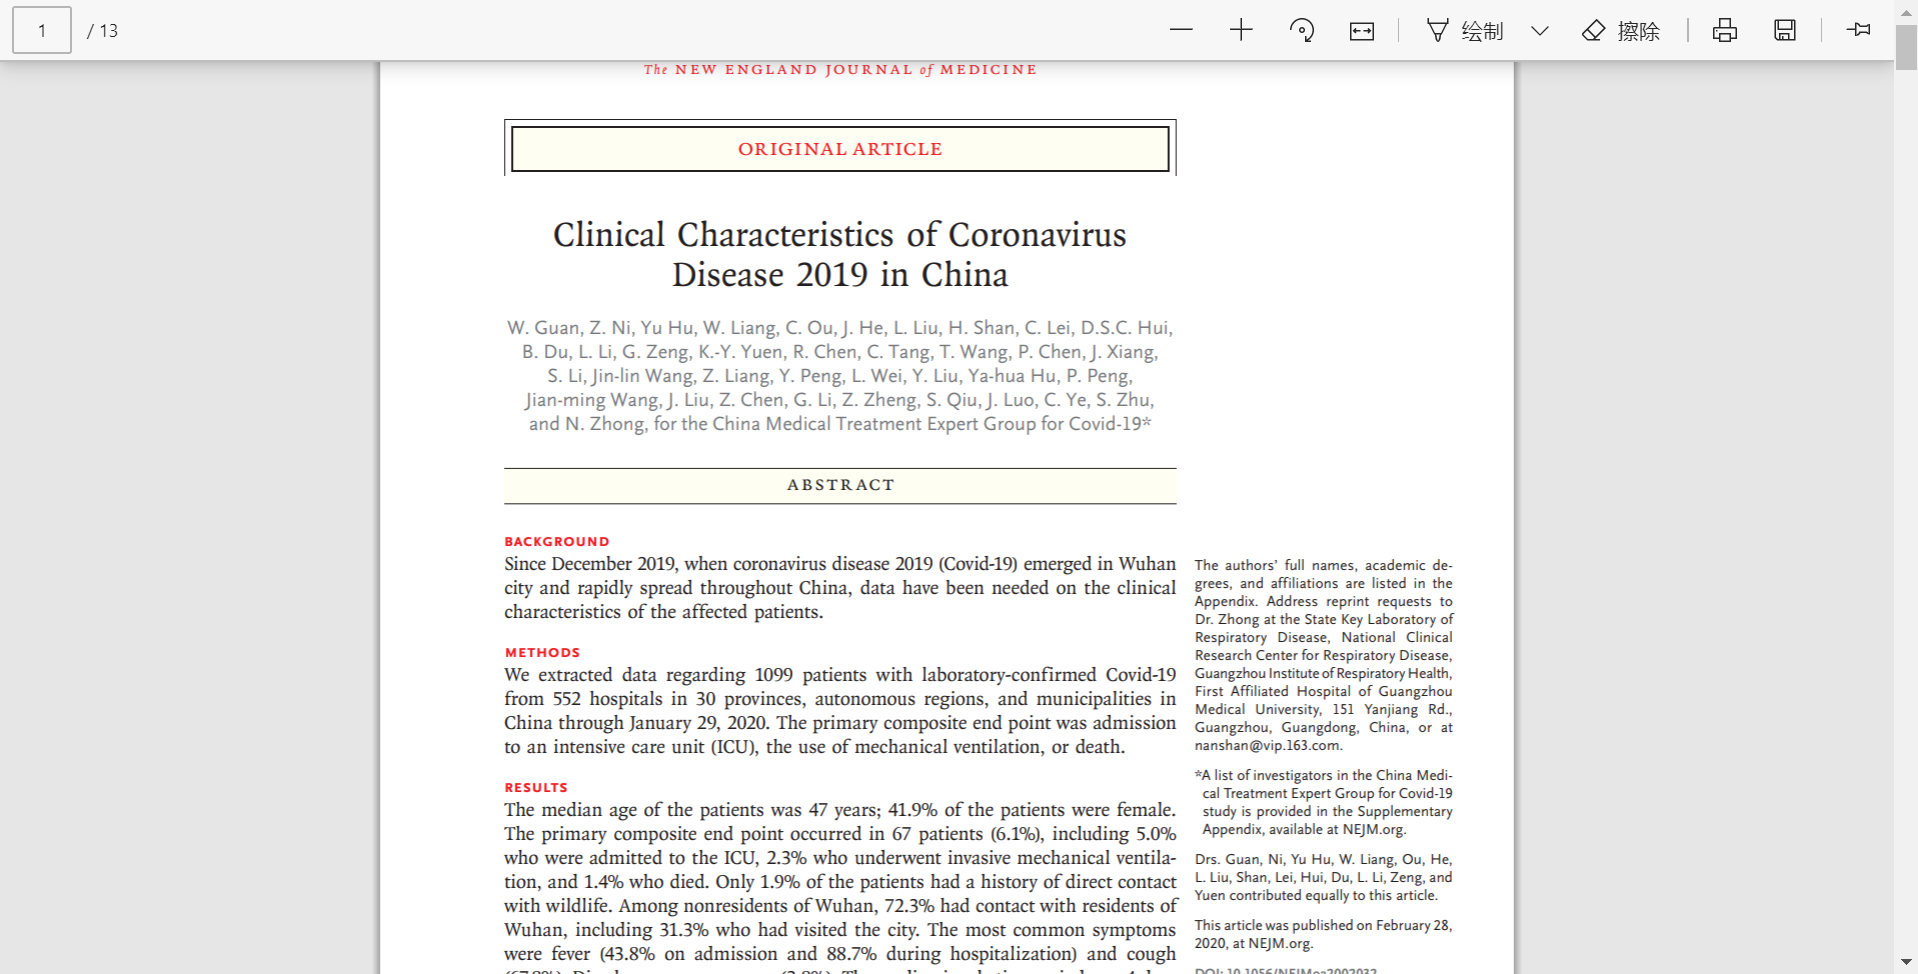 1 / 13 绘制 擦除
The NEW ENGLAND JOURNAL of MEDICINE
ORIGINAL ARTICLE
Clinical Characteristics of Coronavirus
Disease 2019 in China
W. Guan, Z. Ni, Yu Hu, W. Liang, C. Ou, J. He, L. Liu, H. Shan, C. Lei, D.S.C. Hui,
B. Du, L. Li, G. Zeng, K.-Y. Yuen, R. Chen, C. Tang, T. Wang, P. Chen, J. Xiang,
S. Li, Jin-lin Wang, Z. Liang, Y. Peng, L. Wei, Y. Liu, Ya-hua Hu, P. Peng,
Jian-ming Wang, J. Liu, Z. Chen, G. Li, Z. Zheng, S. Qiu, J. Luo, C. Ye, S. Zhu,
and N. Zhong, for the China Medical Treatment Expert Group for Covid-19*
ABSTRACT
BACKGROUND
Since December 2019, when coronavirus disease 2019 (Covid-19) emerged in Wuhan
city and rapidly spread throughout China, data have been needed on the clinical
characteristics of the affected patients.
METHODS
We extracted data regarding 1099 patients with laboratory-confirmed Covid-19
from 552 hospitals in 30 provinces, autonomous regions, and municipalities in
China through January 29, 2020. The primary composite end point was admission
to an intensive care unit (ICU), the use of mechanical ventilation, or death.
RESULTS
The median age of the patients was 47 years; 41.9% of the patients were female.
The primary composite end point occurred in 67 patients (6.1%), including 5.0%
who were admitted to the ICU, 2.3% who underwent invasive mechanical ventila-
tion, and 1.4% who died. Only 1.9% of the patients had a history of direct contact
with wildlife. Among nonresidents of Wuhan, 72.3% had contact with residents of
Wuhan, including 31.3% who had visited the city. The most common symptoms
were fever (43.8% on admission and 88.7% during hospitalization) and cough
The authors' full names, academic de-
grees, and affiliations are listed in the
Appendix. Address reprint requests to
Dr. Zhong at the State Key Laboratory of
Respiratory Disease, National Clinical
Research Center for Respiratory Disease,
Guangzhou Institute of Respiratory Health,
First Affiliated Hospital of Guangzhou
Medical University, 151 Yanjiang Rd.,
Guangzhou, Guangdong, China, or at
nanshan@vip.163.com.
*A list of investigators in the China Medi-
cal Treatment Expert Group for Covid-19
study is provided in the Supplementary
Appendix, available at NEJM.org.
Drs. Guan, Ni, Yu Hu, W. Liang, Ou, He,
L. Liu, Shan, Lei, Hui, Du, L. Li, Zeng, and
Yuen contributed equally to this article.
This article was published on February 28,
2020, at NEJM.org.
DOI: 10.1056/NEJMoa2002032